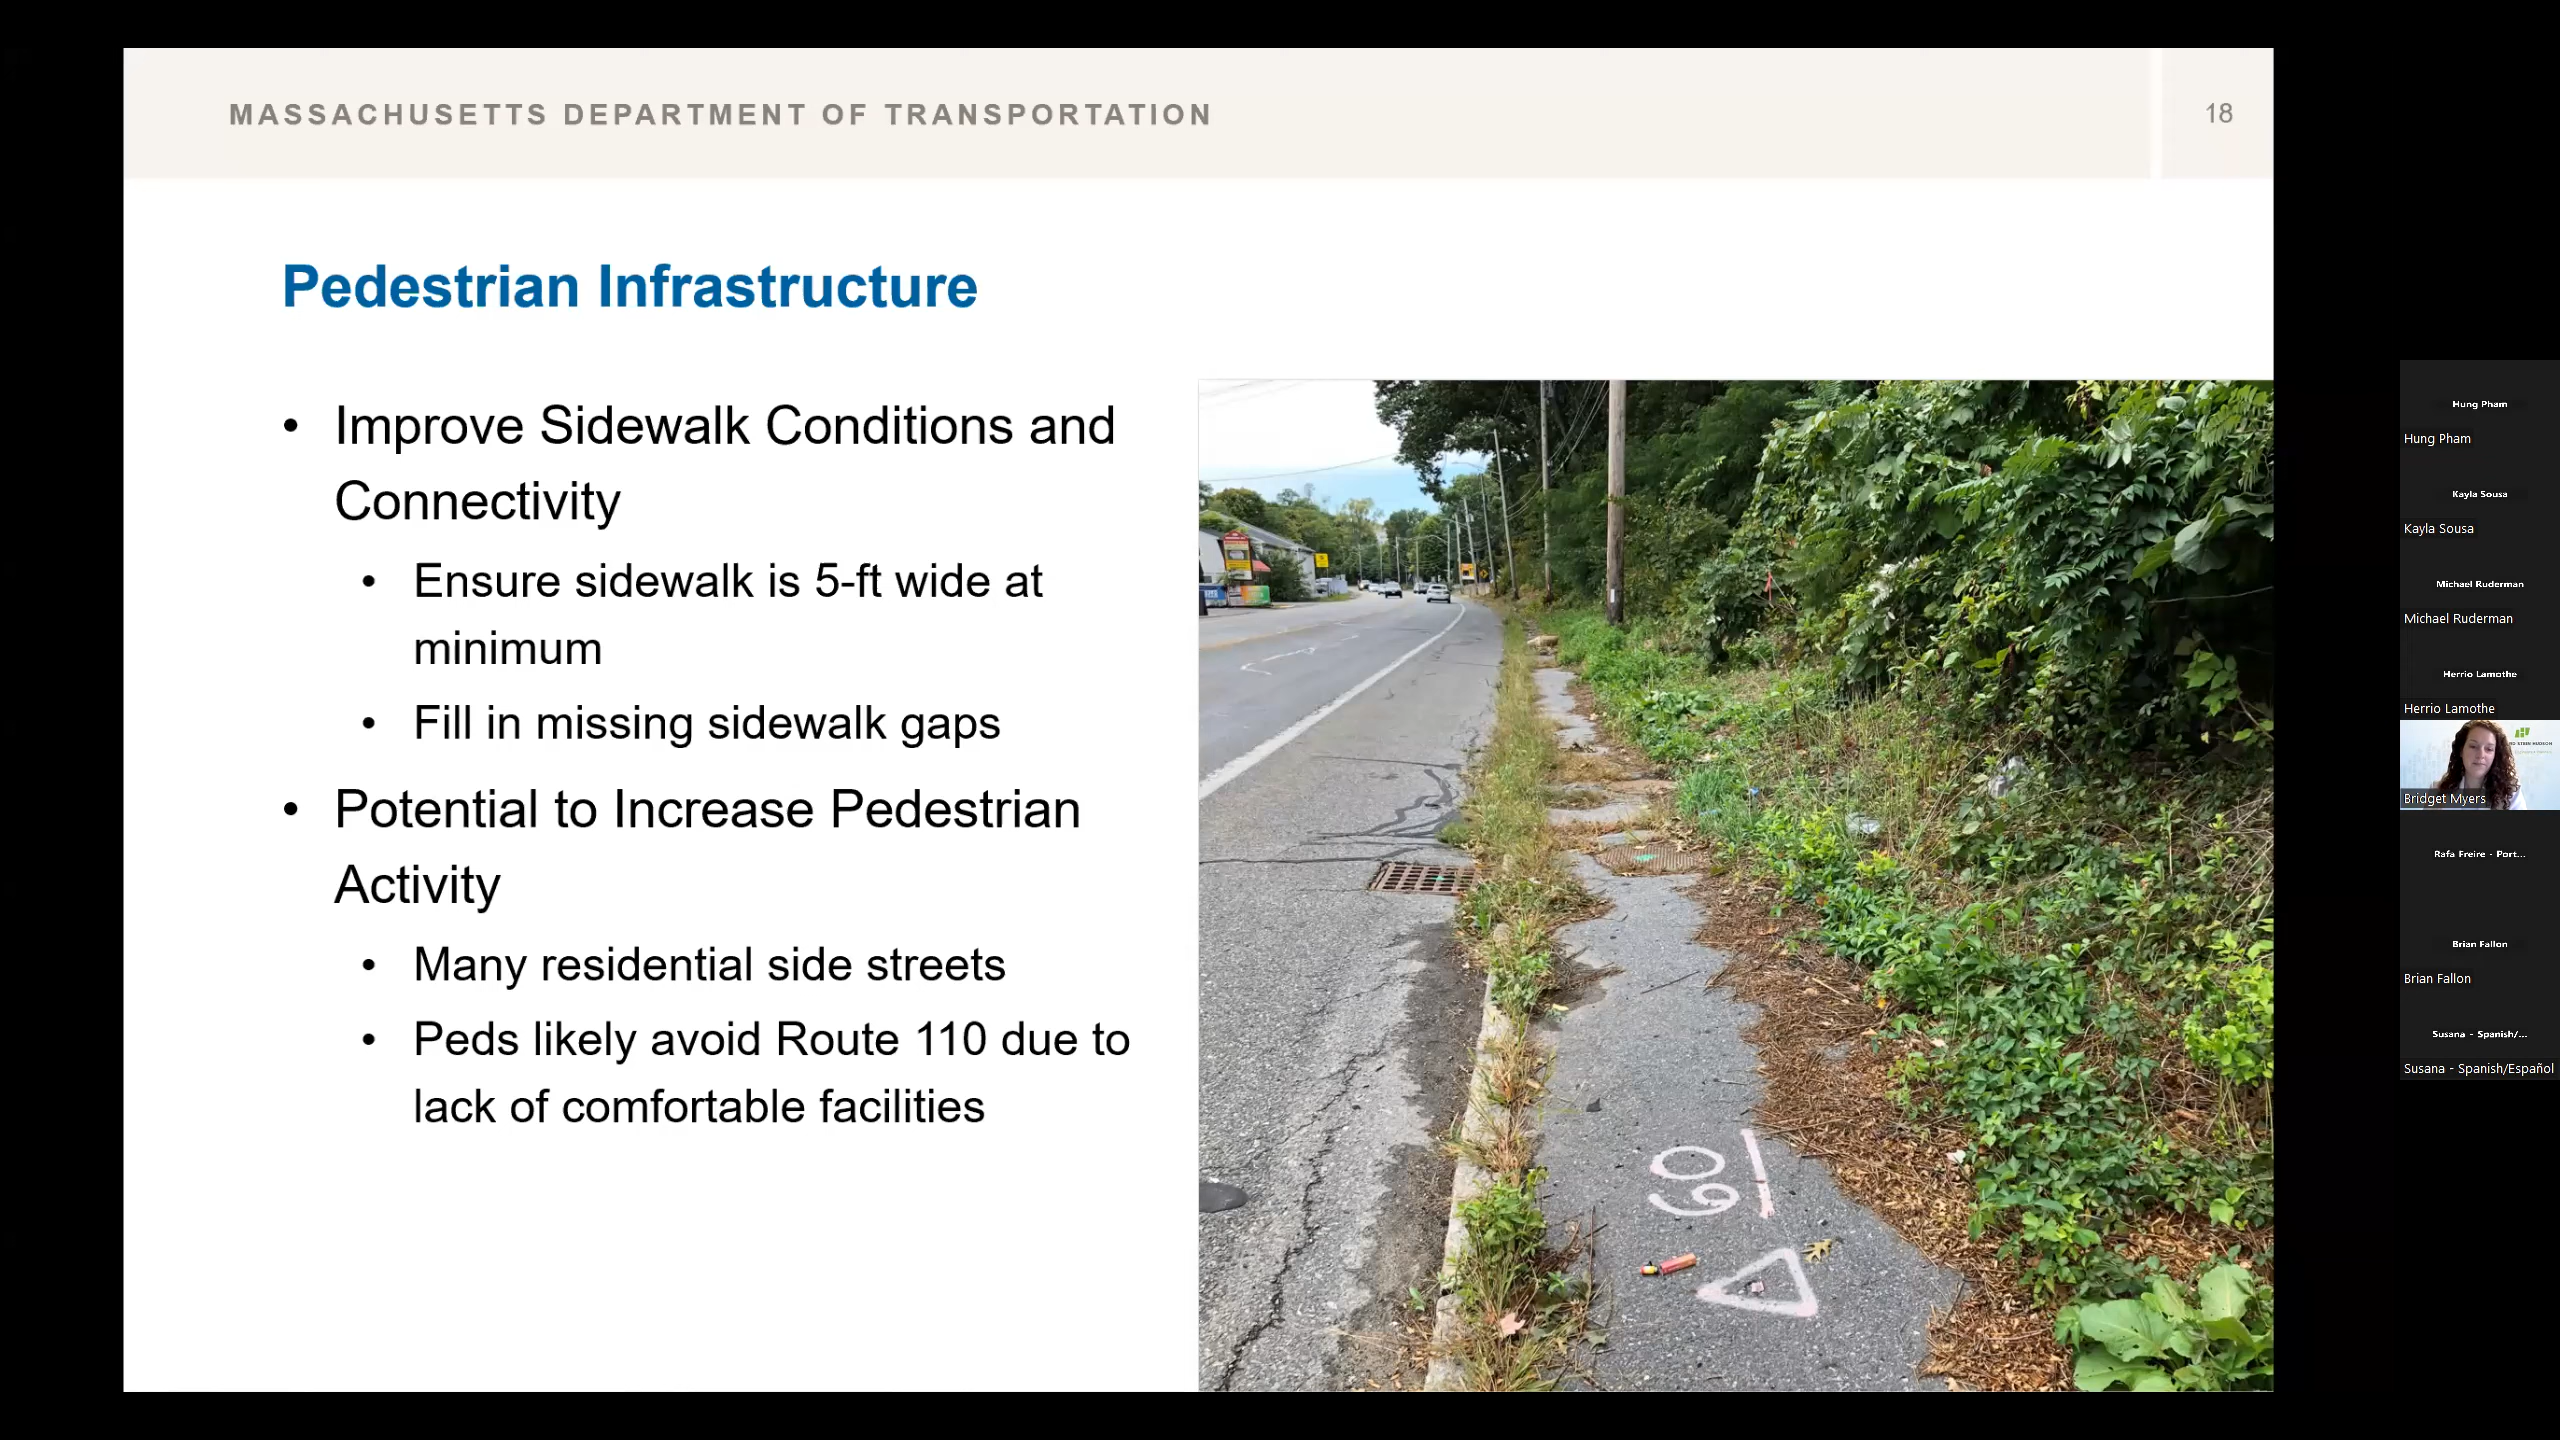 MASSACHUSETTS DEPARTMENT OF TRANSPORTATION
18
Pedestrian Infrastructure
• Improve Sidewalk Conditions and
Connectivity
• Ensure sidewalk is 5-ft wide at
minimum
• Fill in missing sidewalk gaps
• Potential to Increase Pedestrian
Activity
• Many residential side streets
• Peds likely avoid Route 110 due to
lack of comfortable facilities
Hung Pham
Hung Pham
Kayla Sousa
Kayla Sousa
Michael Ruderman
Michael Ruderman
Herrio Lamothe
Herrio Lamothe
Bridget Myers
Rafa Freire - Port...
Brian Fallon
Brian Fallon
Susana - Spanish/...
Susana - Spanish/Español